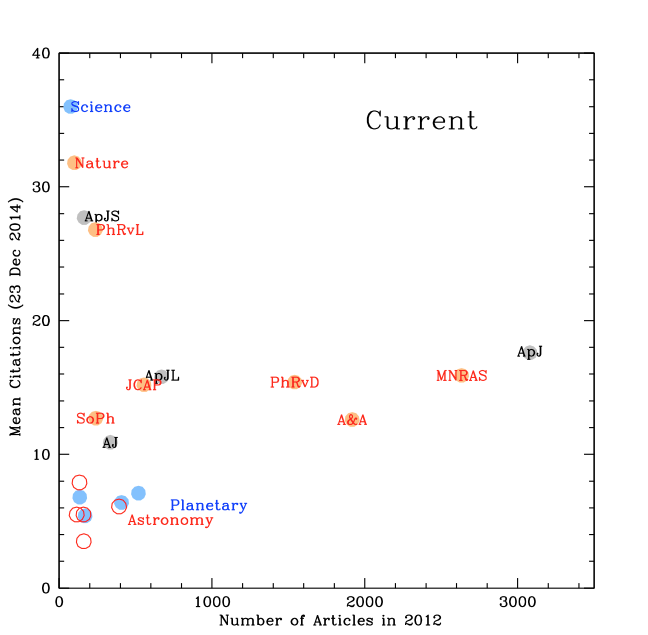 40
Science
Current
Nature
30
ApJS
PhRvL
Mean Citations (23 Dec 2014)
20
ApJ
ApJL
JCAP
PhRvD
MNRAS
SoPh
A&A
AJ
10
Planetary
Astronomy
0
0 1000 2000 3000
Number of Articles in 2012